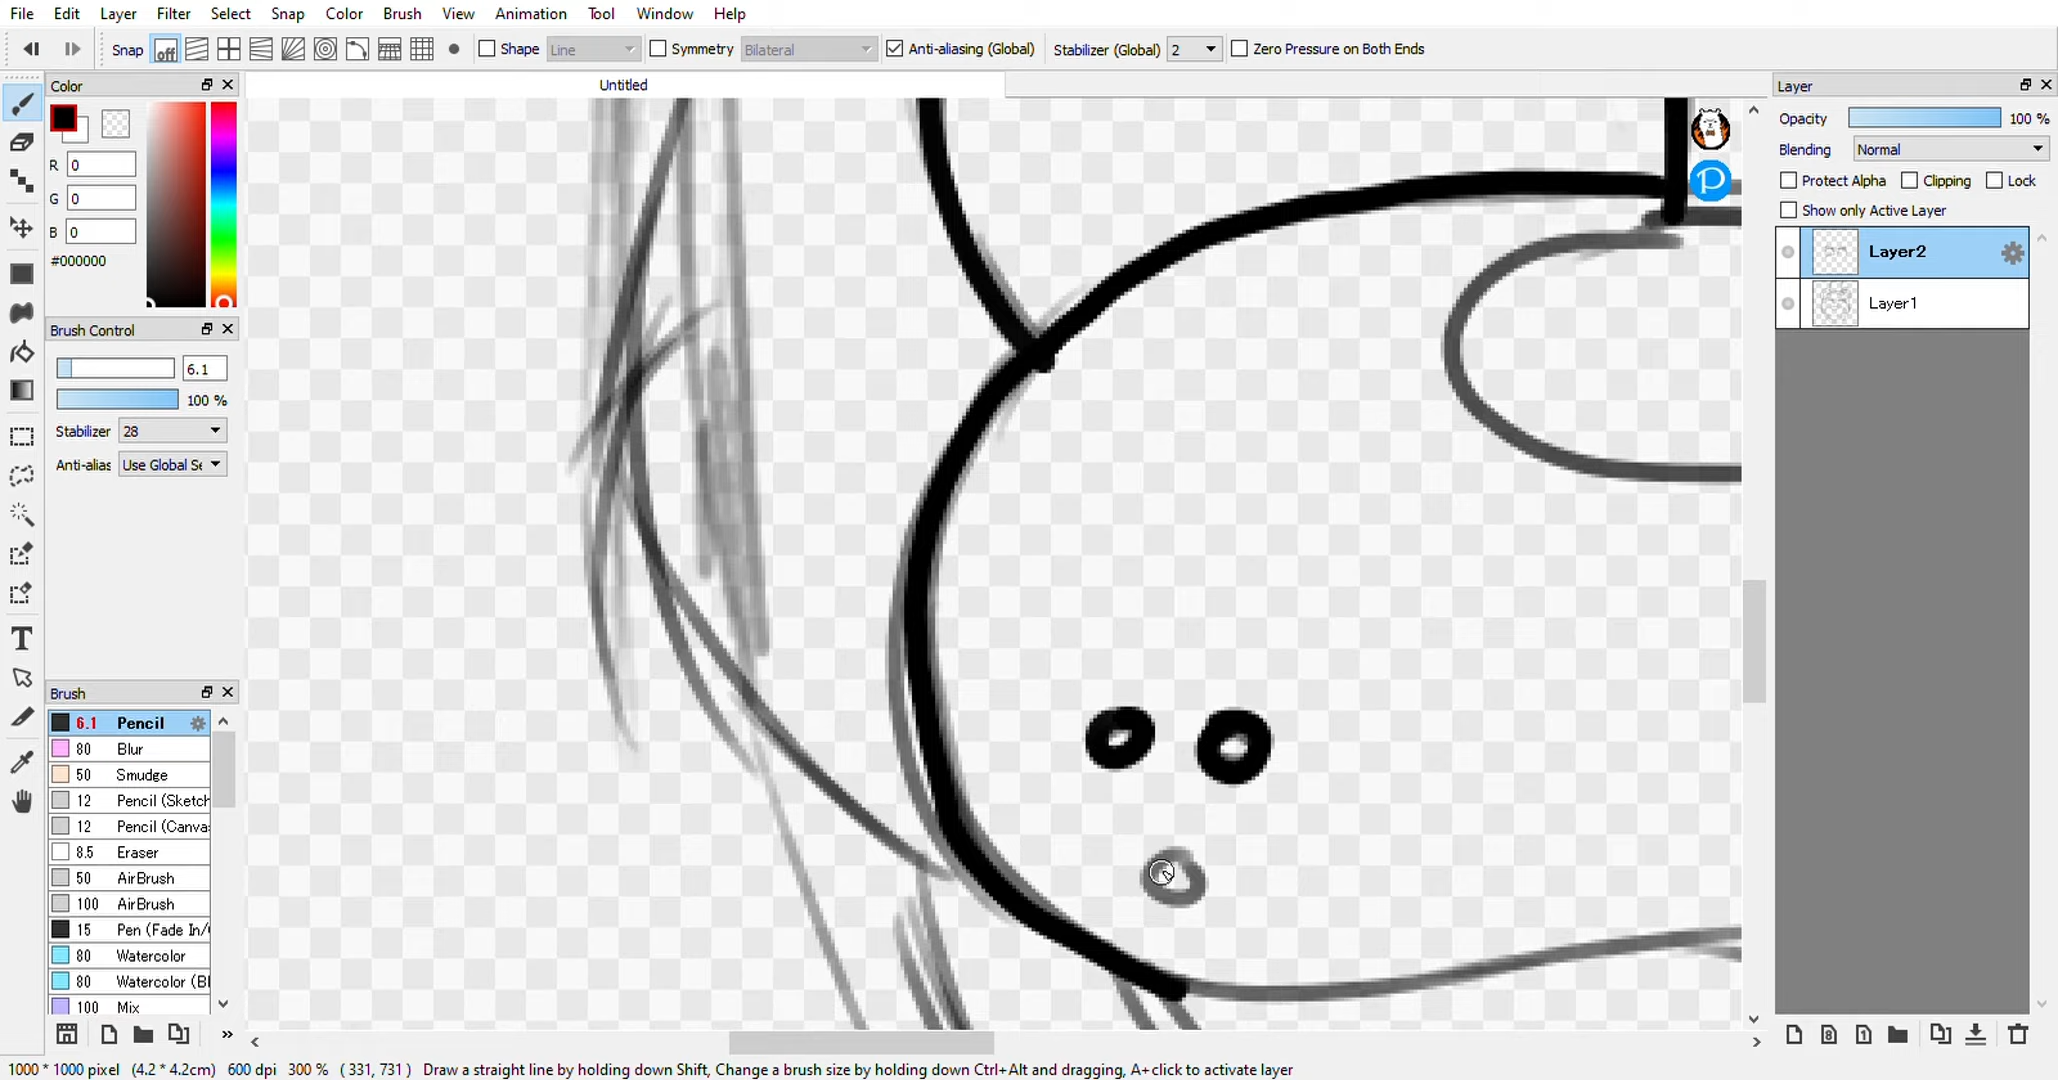 File Edit Layer Filter Select Snap Color Brush View Animation Tool Window Help
Snap off Shape Line Symmetry Bilateral Anti-aliasing (Global) Stabilizer (Global) 2 Zero Pressure on Both Ends
Color
R 0
G 0
B 0
#000000
Brush Control
6.1
100 %
Stabilizer 28
Anti-alias Use Global Se
Brush
6.1 Pencil
80 Blur
50 Smudge
12 Pencil (Sketch
12 Pencil (Canva
8.5 Eraser
50 AirBrush
100 AirBrush
15 Pen (Fade In/
80 Watercolor
80 Watercolor (Bl
100 Mix
Untitled
P
Layer
Opacity 100 %
Blending Normal
Protect Alpha Clipping Lock
Show only Active Layer
Layer2
Layer1
1000 * 1000 pixel (4.2 * 4.2cm) 600 dpi 300 % ( 331, 731 ) Draw a straight line by holding down Shift, Change a brush size by holding down Ctrl+Alt and dragging, A+click to activate layer